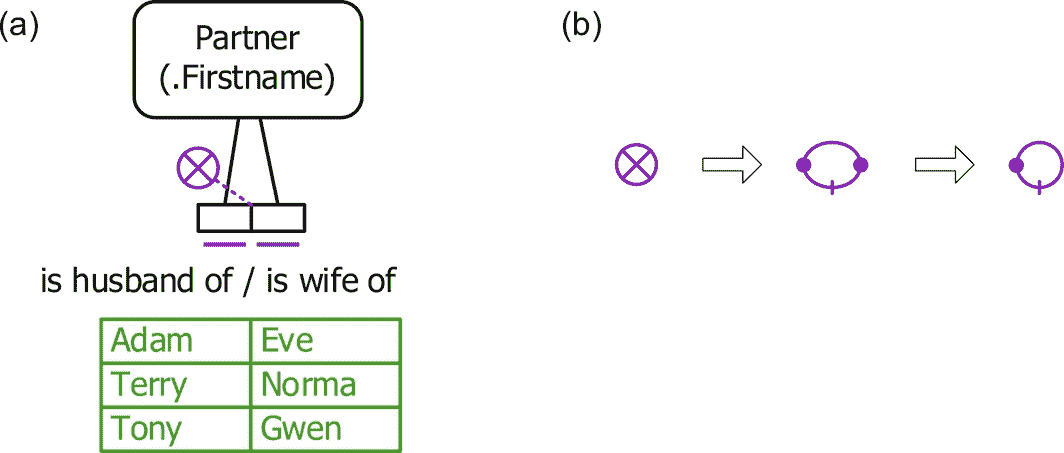 (a)
Partner
(.Firstname)
is husband of / is wife of
Adam Eve
Terry Norma
Tony Gwen
(b)